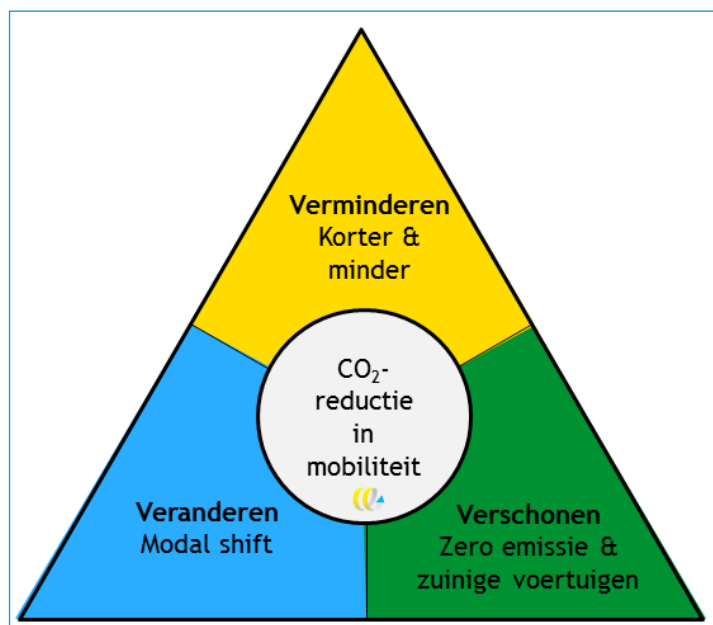 Verminderen
Korter &
minder
CO₂-
reductie
in
mobiliteit
Veranderen
Modal shift
Verschonen
Zero emissie &
zuinige voertuigen